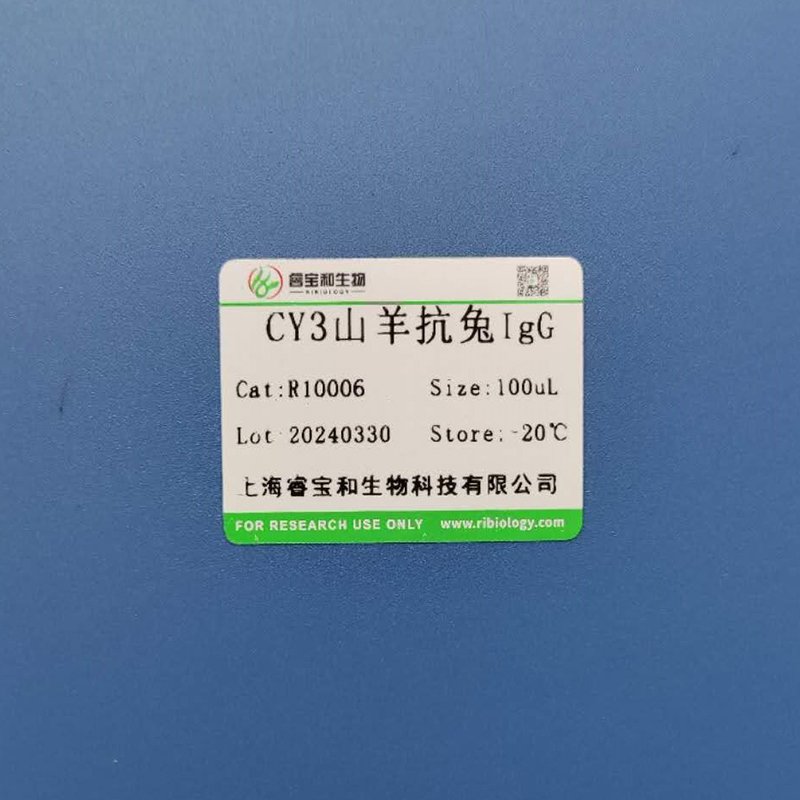 睿宝和生物
RIBIOLOGY
CY3山羊抗兔IgG
Cat:R10006 Size:100uL
Lot 20240330 Store:-20℃
上海睿宝和生物科技有限公司
FOR RESEARCH USE ONLY www.ribiology.com